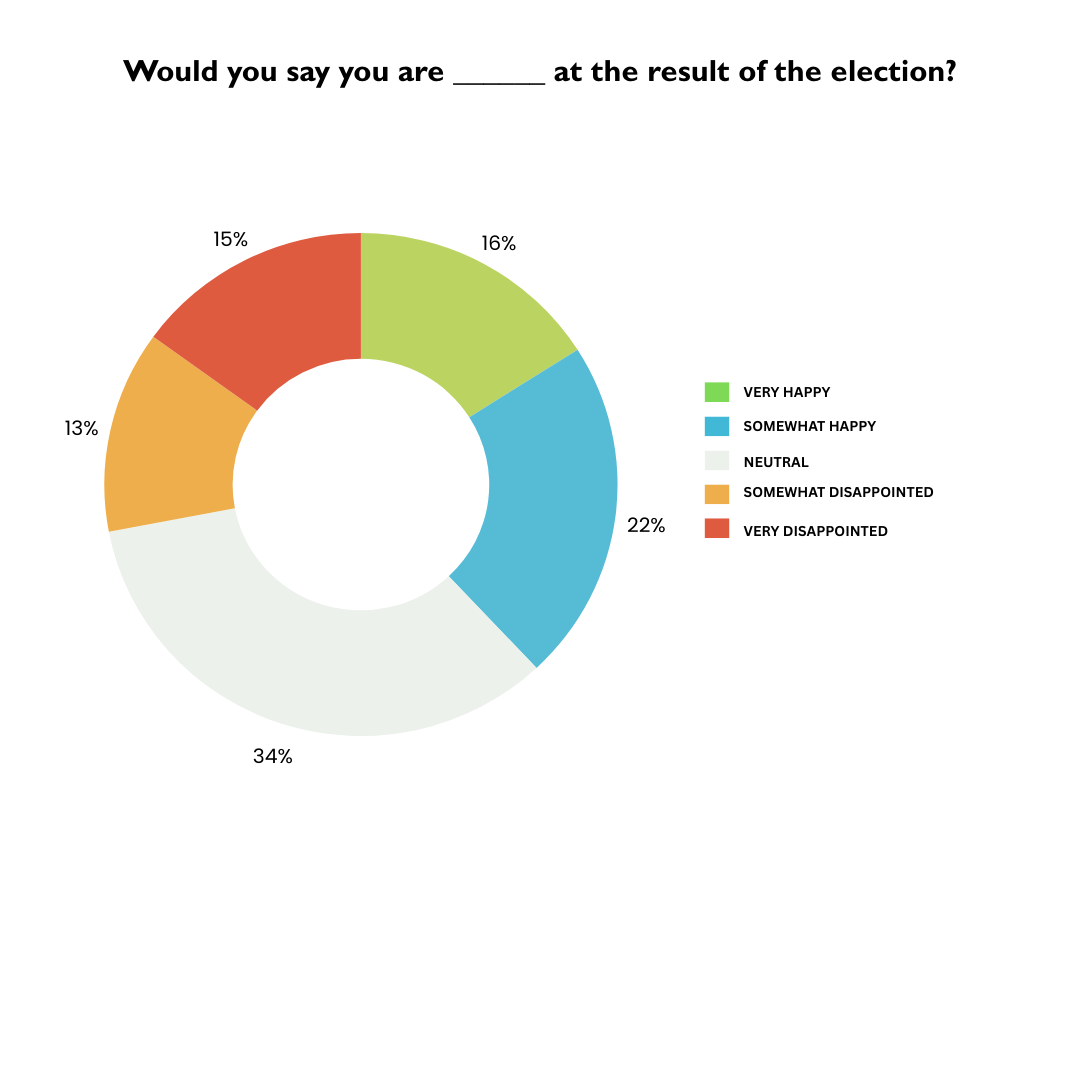 Would you say you are ______ at the result of the election?
15%
16%
13%
22%
34%
VERY HAPPY
SOMEWHAT HAPPY
NEUTRAL
SOMEWHAT DISAPPOINTED
VERY DISAPPOINTED